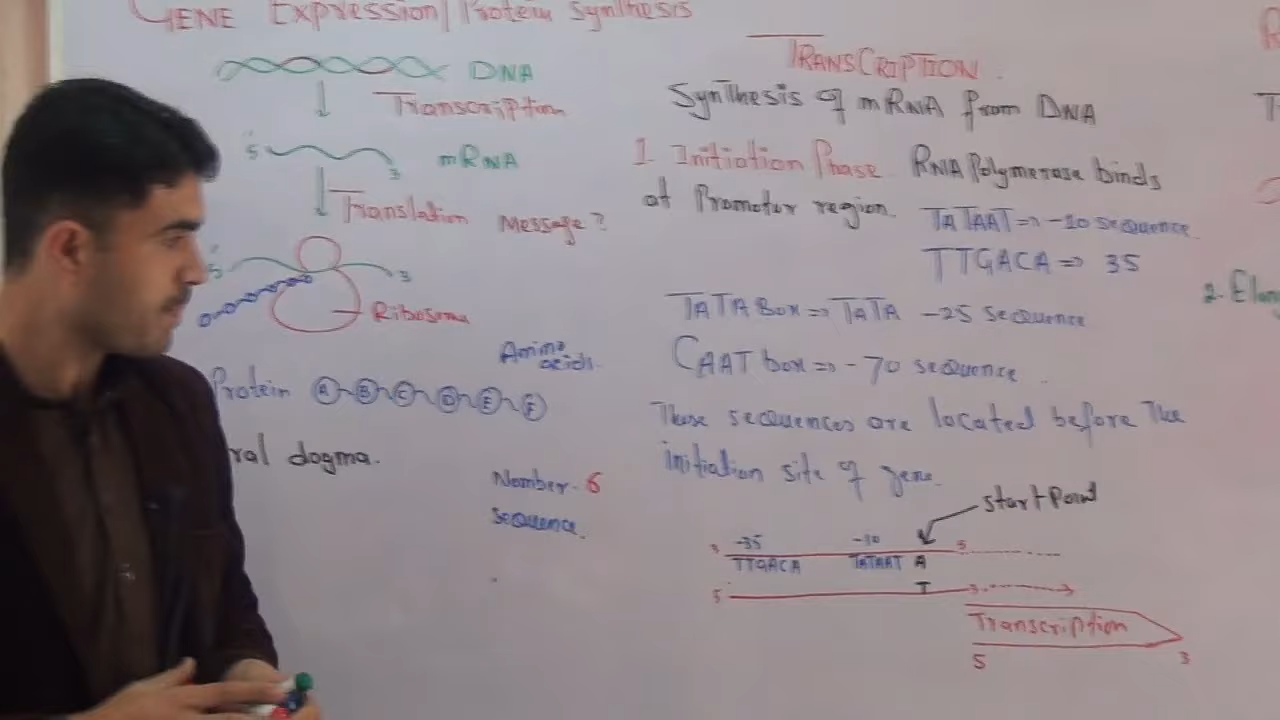 GENE Expression/Protein Synthesis
DNA
Transcription
5 mRNA
3
Translation Message?
5 3
Ribosome
Amino acids.
Protein A B C D E F
ral dogma.
Number. 6
Sequence.
TRANSCRIPTION.
Synthesis of mRNA from DNA
1. Initiation Phase RNA Polymerase binds
at Promotor region. TATAAT => -10 sequence.
TTGACA => 35
TATA Box => TATA -25 sequence
CAAT box => -70 sequence.
These sequences are located before the
initiation site of gene.
start Point
3 -35 -10 5
TTGACA TATAAT A
5 T 3
Transcription
5 3
2. Elong